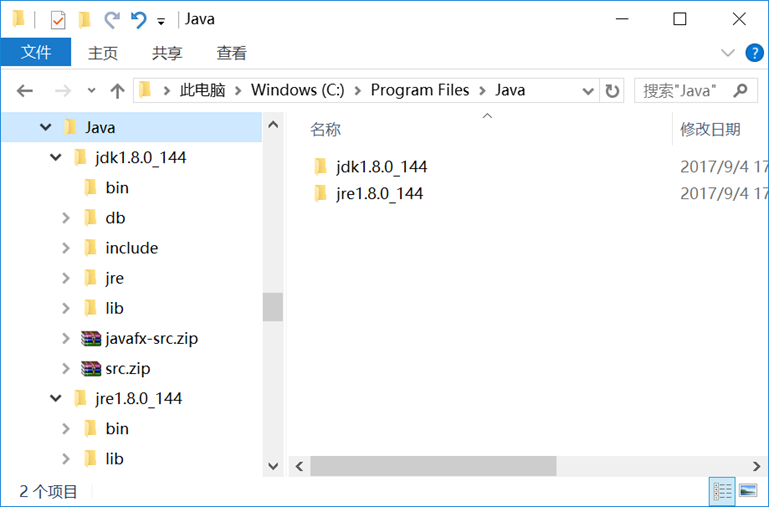 Java
文件 主页 共享 查看
此电脑 Windows (C:) Program Files Java 搜索"Java"
Java
jdk1.8.0_144
bin
db
include
jre
lib
javafx-src.zip
src.zip
jre1.8.0_144
bin
lib
名称 修改日期
jdk1.8.0_144 2017/9/4 17
jre1.8.0_144 2017/9/4 17
2 个项目